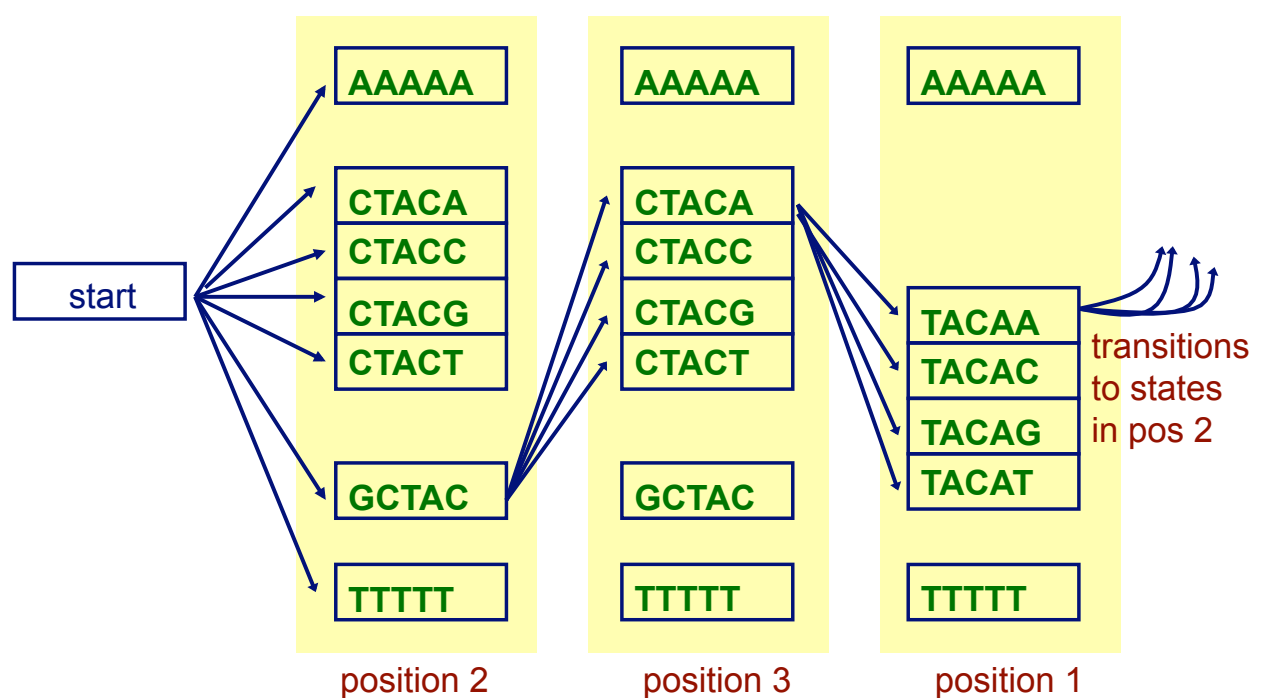 start
AAAAA
CTACA
CTACC
CTACG
CTACT
GCTAC
TTTTT
position 2
AAAAA
CTACA
CTACC
CTACG
CTACT
GCTAC
TTTTT
position 3
AAAAA
TACAA
TACAC
TACAG
TACAT
TTTTT
position 1
transitions
to states
in pos 2